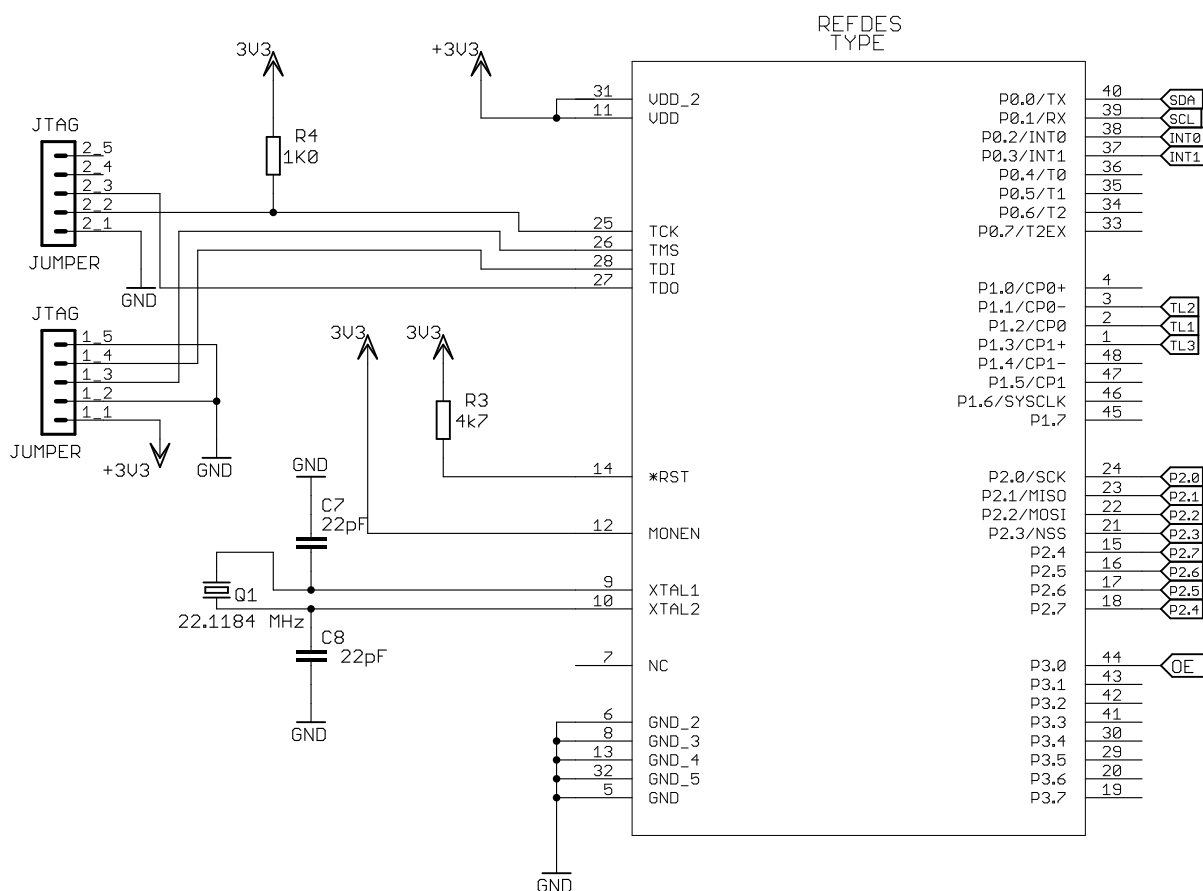 REFDES
TYPE
3V3
+3V3
R4
1K0
JTAG
2_5
2_4
2_3
2_2
2_1
JUMPER
GND
JTAG
1_5
1_4
1_3
1_2
1_1
JUMPER
+3V3
GND
3V3
3V3
R3
4k7
GND
C7
22pF
Q1
22.1184 MHz
C8
22pF
GND
31 VDD_2
11 VDD
25 TCK
26 TMS
28 TDI
27 TDO
14 *RST
12 MONEN
9 XTAL1
10 XTAL2
7 NC
6 GND_2
8 GND_3
13 GND_4
32 GND_5
5 GND
GND
P0.0/TX 40 SDA
P0.1/RX 39 SCL
P0.2/INT0 38 INT0
P0.3/INT1 37 INT1
P0.4/T0 36
P0.5/T1 35
P0.6/T2 34
P0.7/T2EX 33
P1.0/CP0+ 4
P1.1/CP0- 3 TL2
P1.2/CP0 2 TL1
P1.3/CP1+ 1 TL3
P1.4/CP1- 48
P1.5/CP1 47
P1.6/SYSCLK 46
P1.7 45
P2.0/SCK 24 P2.0
P2.1/MISO 23 P2.1
P2.2/MOSI 22 P2.2
P2.3/NSS 21 P2.3
P2.4 15 P2.7
P2.5 16 P2.6
P2.6 17 P2.5
P2.7 18 P2.4
P3.0 44 OE
P3.1 43
P3.2 42
P3.3 41
P3.4 30
P3.5 29
P3.6 20
P3.7 19